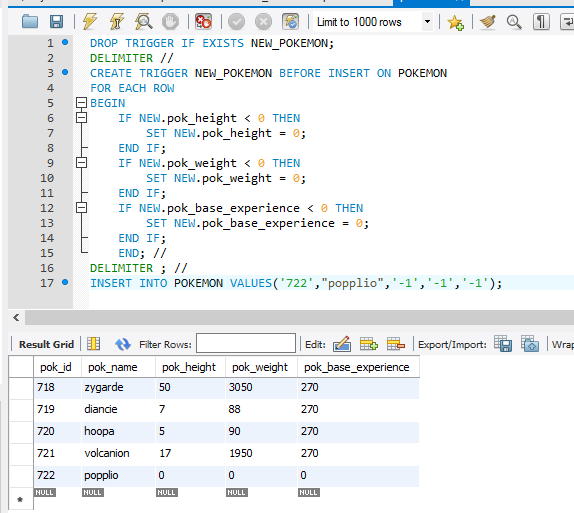 Limit to 1000 rows
1 DROP TRIGGER IF EXISTS NEW_POKEMON;
2 DELIMITER //
3 CREATE TRIGGER NEW_POKEMON BEFORE INSERT ON POKEMON
4 FOR EACH ROW
5 BEGIN
6 IF NEW.pok_height < 0 THEN
7 SET NEW.pok_height = 0;
8 END IF;
9 IF NEW.pok_weight < 0 THEN
10 SET NEW.pok_weight = 0;
11 END IF;
12 IF NEW.pok_base_experience < 0 THEN
13 SET NEW.pok_base_experience = 0;
14 END IF;
15 END; //
16 DELIMITER ; //
17 INSERT INTO POKEMON VALUES('722',"popplio",'-1','-1','-1');
Result Grid Filter Rows: Edit: Export/Import: Wrap
pok_id pok_name pok_height pok_weight pok_base_experience
718 zygarde 50 3050 270
719 diancie 7 88 270
720 hoopa 5 90 270
721 volcanion 17 1950 270
722 popplio 0 0 0
NULL NULL NULL NULL NULL